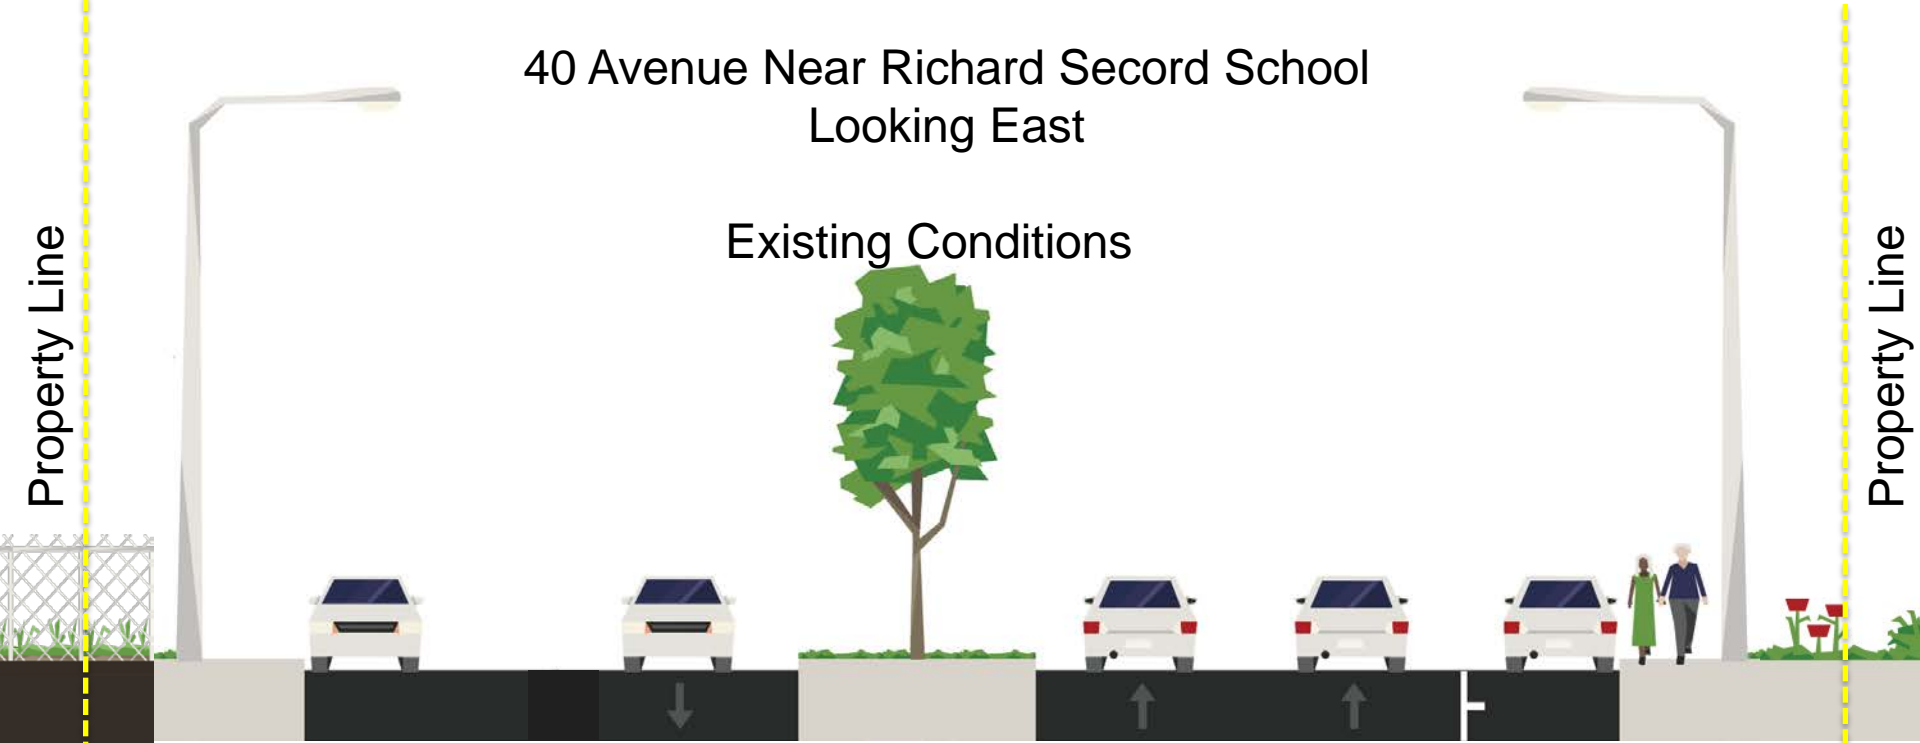 40 Avenue Near Richard Secord School
Looking East
Existing Conditions
Property Line
Property Line